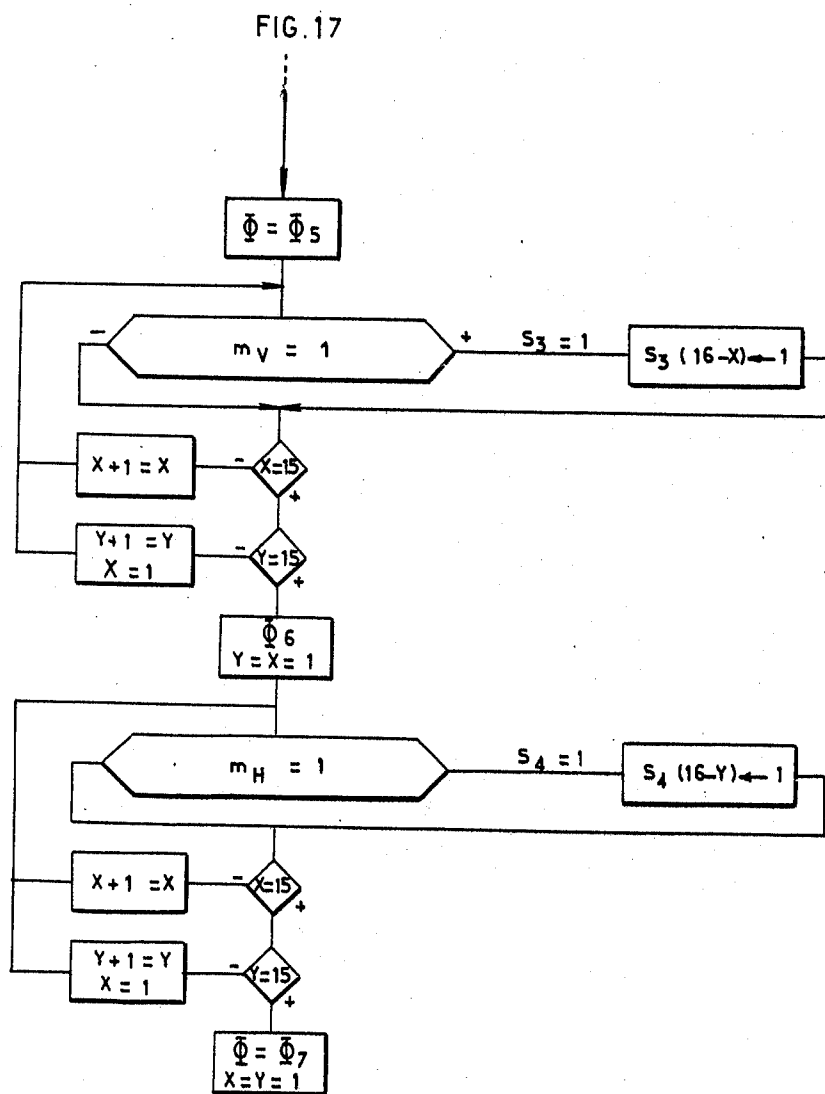 FIG.17
Φ = Φ5
−
mV = 1
+
S3 = 1
S3 (16-X)← 1
X+1 = X
−
X=15
+
Y+1 = Y
X = 1
−
Y=15
+
Φ6
Y = X = 1
mH = 1
S4 = 1
S4 (16-Y)← 1
X+1 = X
−
X=15
+
Y+1 = Y
X = 1
−
Y=15
+
Φ = Φ7
X=Y= 1